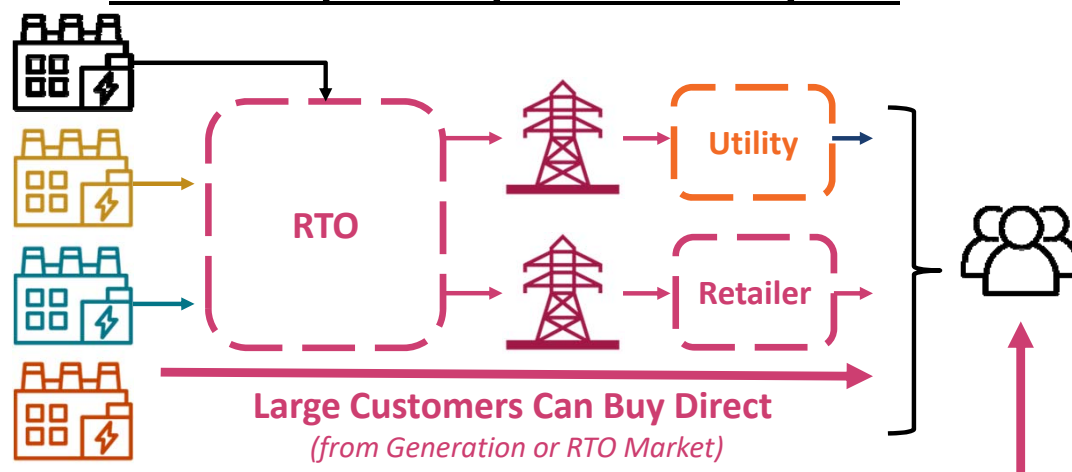 Utility
RTO
Retailer
Large Customers Can Buy Direct
(from Generation or RTO Market)